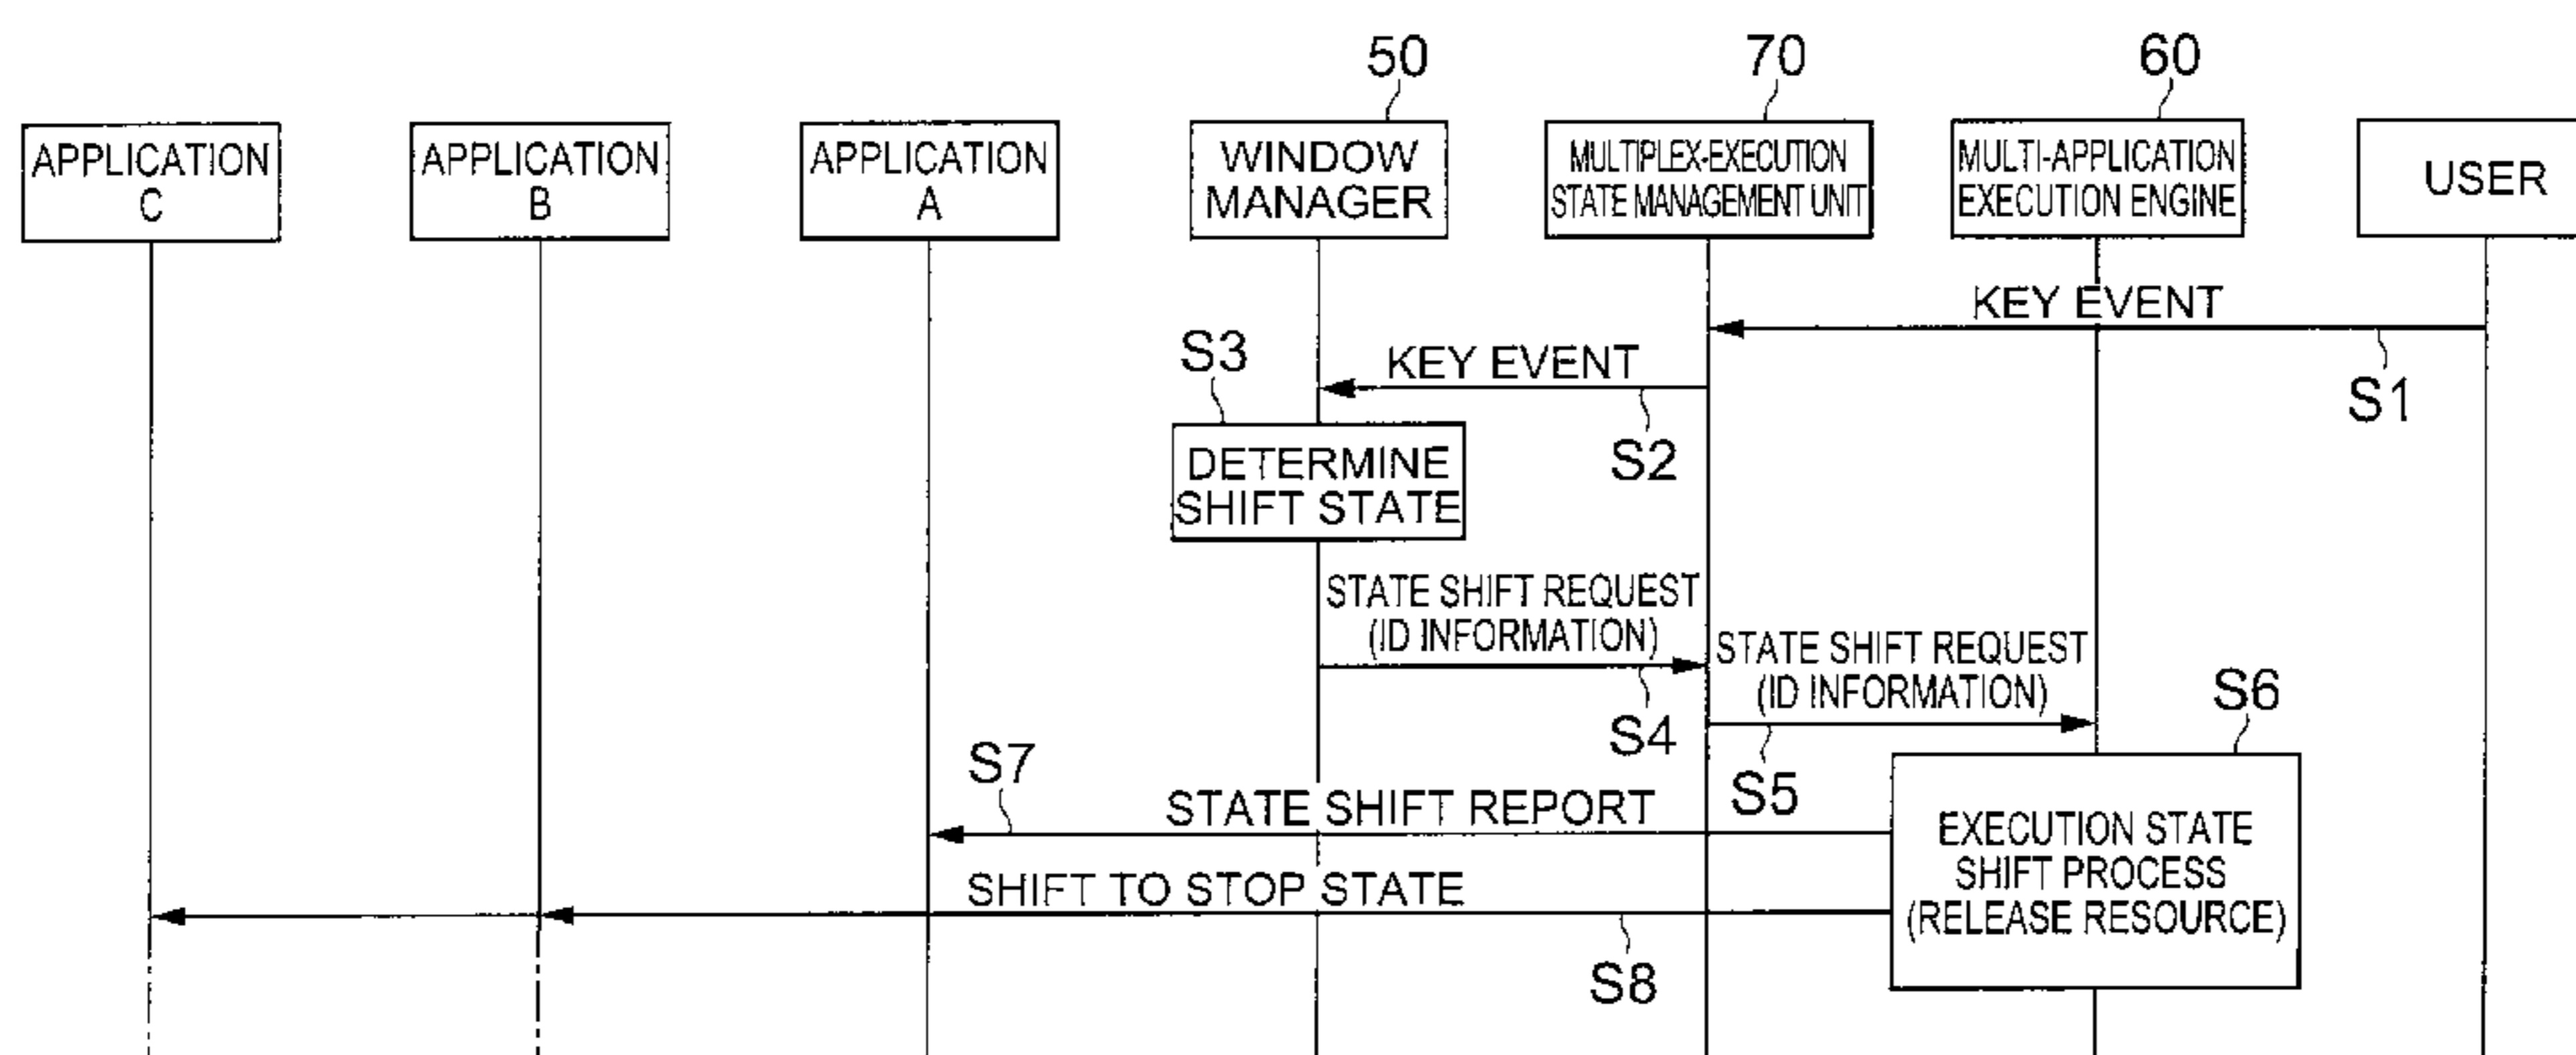 50
70
60
APPLICATION
C
APPLICATION
B
APPLICATION
A
WINDOW
MANAGER
MULTIPLEX-EXECUTION
STATE MANAGEMENT UNIT
MULTI-APPLICATION
EXECUTION ENGINE
USER
KEY EVENT
S1
KEY EVENT
S2
S3
DETERMINE
SHIFT STATE
STATE SHIFT REQUEST
(ID INFORMATION)
S4
STATE SHIFT REQUEST
(ID INFORMATION)
S5
S6
EXECUTION STATE
SHIFT PROCESS
(RELEASE RESOURCE)
S7
STATE SHIFT REPORT
SHIFT TO STOP STATE
S8